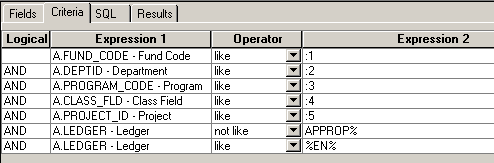 Fields Criteria SQL Results
Logical Expression 1 Operator Expression 2
A.FUND_CODE - Fund Code like :1
AND A.DEPTID - Department like :2
AND A.PROGRAM_CODE - Program like :3
AND A.CLASS_FLD - Class Field like :4
AND A.PROJECT_ID - Project like :5
AND A.LEDGER - Ledger not like APPROP%
AND A.LEDGER - Ledger like %EN%